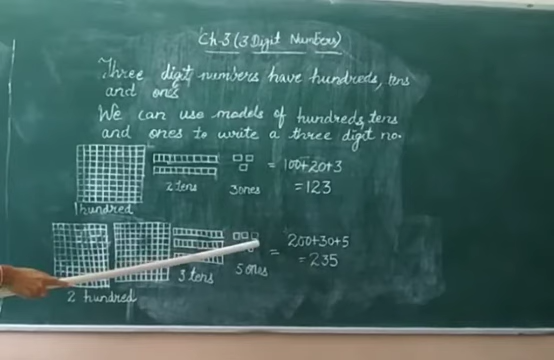 Ch-3 (3 Digit Numbers)
Three digit numbers have hundreds, tens
and ones
We can use models of hundreds, tens
and ones to write a three digit no.
1 hundred 2 tens 3 ones = 100+20+3
= 123
2 hundred 3 tens 5 ones = 200+30+5
= 235